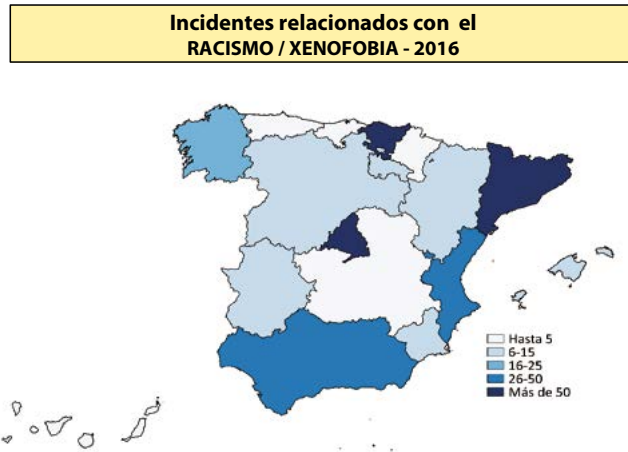 Incidentes relacionados con el
RACISMO / XENOFOBIA - 2016
Hasta 5
6-15
16-25
26-50
Más de 50